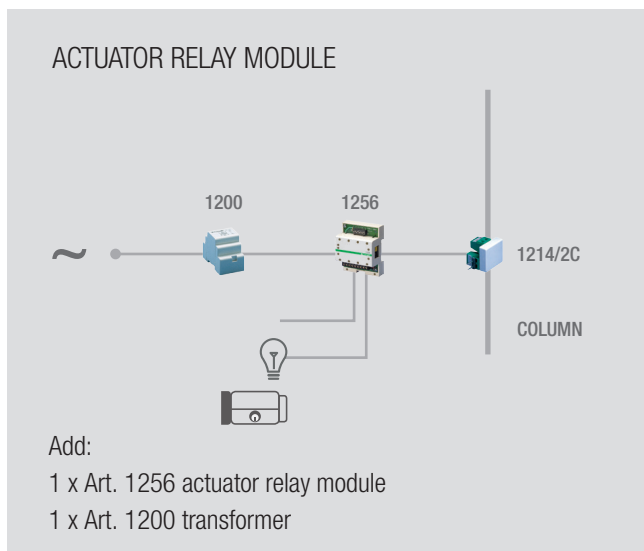 ACTUATOR RELAY MODULE
1200
1256
~
1214/2C
COLUMN
Add:
1 x Art. 1256 actuator relay module
1 x Art. 1200 transformer